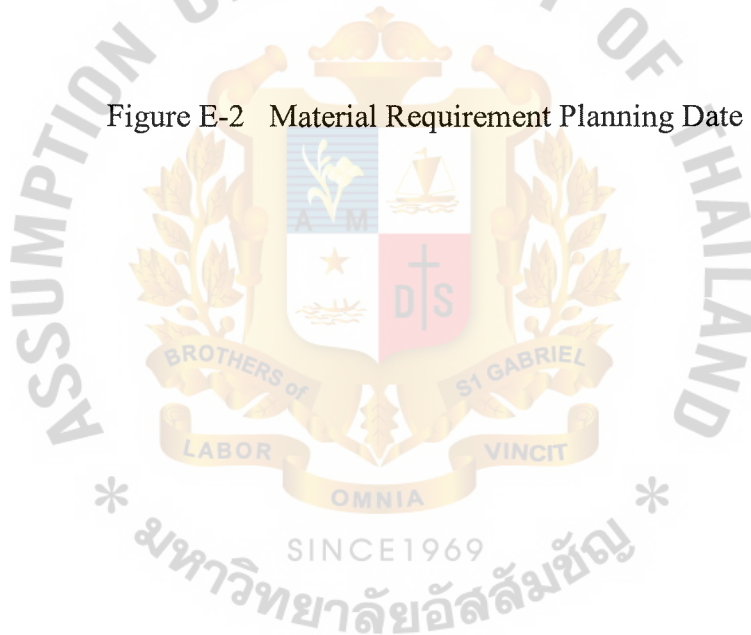 Figure E-2 Material Requirement Planning Date
ASSUMPTION
OF THAILAND
A M
D S
BROTHERS of
S1 GABRIEL
LABOR
VINCIT
OMNIA
SINCE1969
มหาวิทยาลัยอัสสัมชัญ